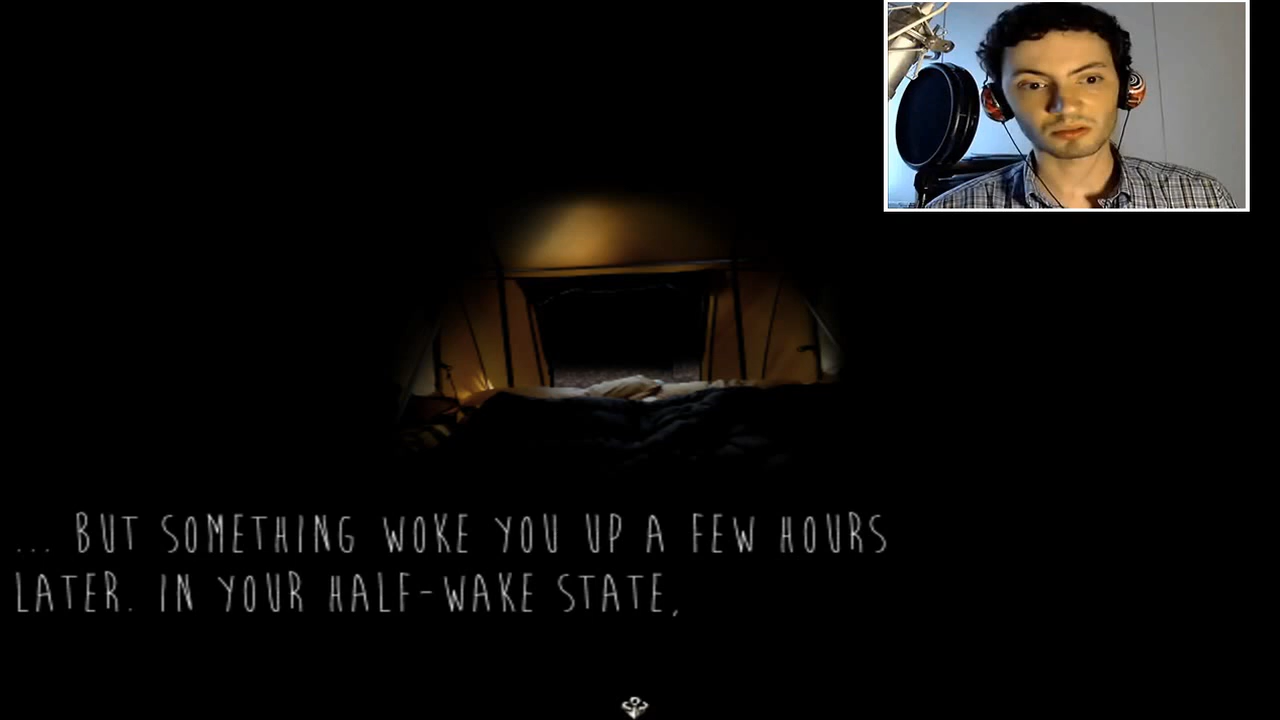 ... BUT SOMETHING WOKE YOU UP A FEW HOURS
LATER. IN YOUR HALF-WAKE STATE,